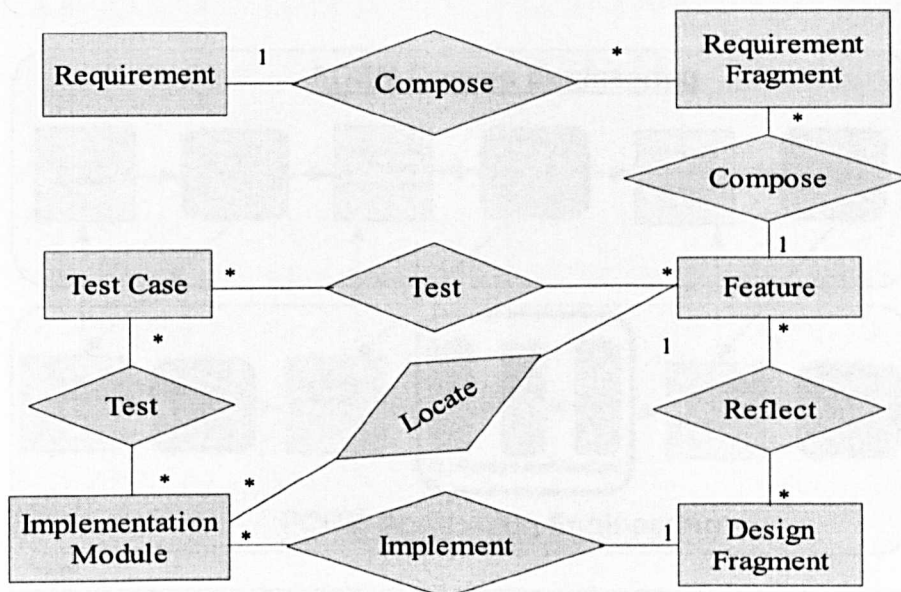 Requirement
1
Compose
*
Requirement
Fragment
*
Compose
1
Test Case
*
Test
*
Feature
*
1
*
Test
Locate
Reflect
*
*
*
Implementation
Module
*
Implement
1
Design
Fragment